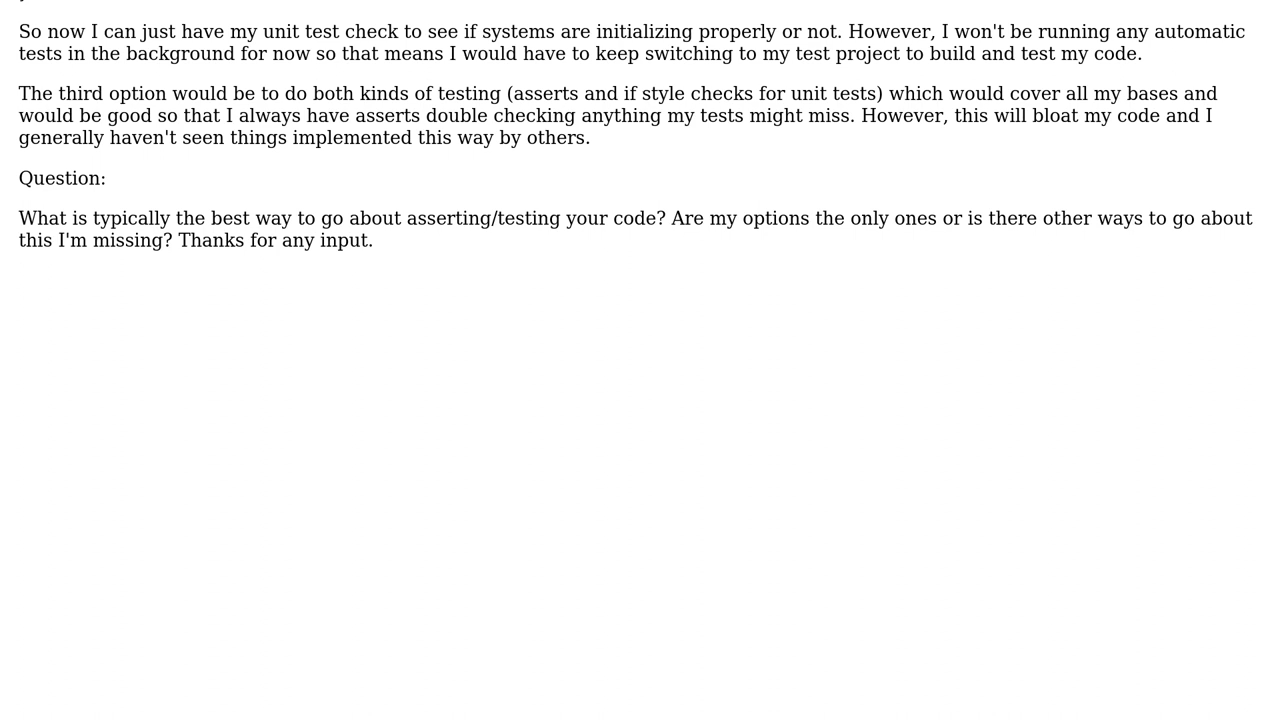 So now I can just have my unit test check to see if systems are initializing properly or not. However, I won't be running any automatic
tests in the background for now so that means I would have to keep switching to my test project to build and test my code.
The third option would be to do both kinds of testing (asserts and if style checks for unit tests) which would cover all my bases and
would be good so that I always have asserts double checking anything my tests might miss. However, this will bloat my code and I
generally haven't seen things implemented this way by others.
Question:
What is typically the best way to go about asserting/testing your code? Are my options the only ones or is there other ways to go about
this I'm missing? Thanks for any input.